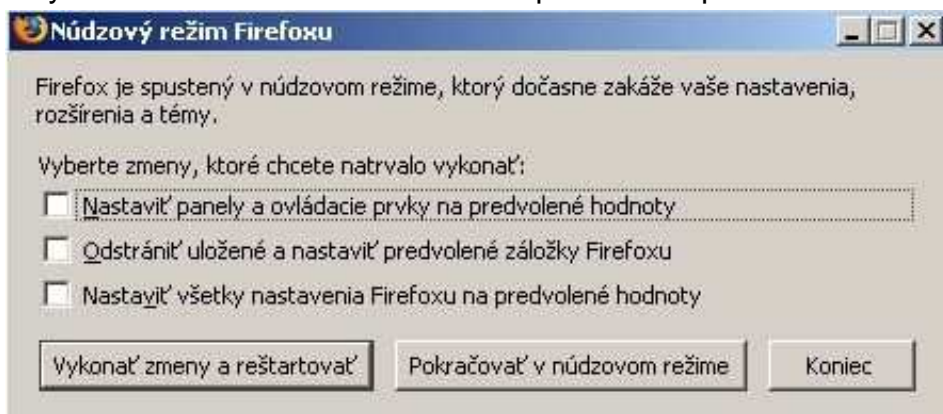 Núdzový režim Firefoxu
Firefox je spustený v núdzovom režime, ktorý dočasne zakáže vaše nastavenia,
rozšírenia a témy.
Vyberte zmeny, ktoré chcete natrvalo vykonať:
Nastaviť panely a ovládacie prvky na predvolené hodnoty
Odstrániť uložené a nastaviť predvolené záložky Firefoxu
Nastaviť všetky nastavenia Firefoxu na predvolené hodnoty
Vykonať zmeny a reštartovať Pokračovať v núdzovom režime Koniec